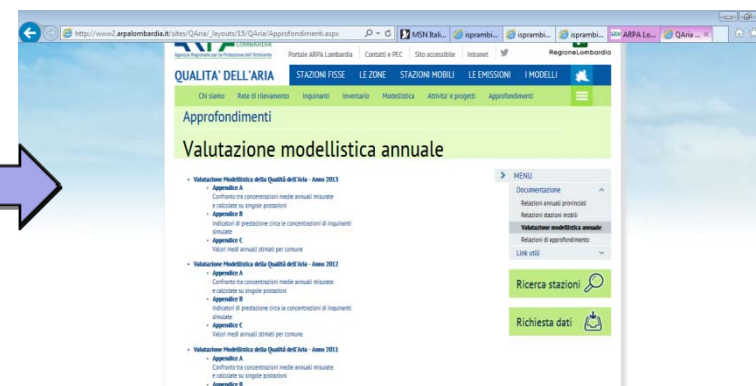 http://www2.arpalombardia.it/sites/QAria/_layouts/15/QAria/Approfondimenti.aspx
MSN Itali... isprambi... isprambi... isprambi... ARPA Lo... QAria ... ×
LOMBARDIA
Agenzia Regionale per la Protezione dell'Ambiente
Portale ARPA Lombardia Contatti e PEC Sito accessibile Intranet
RegioneLombardia
QUALITA' DELL'ARIA STAZIONI FISSE LE ZONE STAZIONI MOBILI LE EMISSIONI I MODELLI
Chi siamo Rete di rilevamento Inquinanti Inventario Modellistica Attivita' e progetti Approfondimenti
Approfondimenti
Valutazione modellistica annuale
Valutazione Modellistica della Qualità dell'Aria - Anno 2013
Appendice A
Confronto tra concentrazioni medie annuali misurate
e calcolate su singole postazioni
Appendice B
Indicatori di prestazione circa le concentrazioni di inquinanti
simulate
Appendice C
Valori medi annuali stimati per comune
Valutazione Modellistica della Qualità dell'Aria - Anno 2012
Appendice A
Confronto tra concentrazioni medie annuali misurate
e calcolate su singole postazioni
Appendice B
Indicatori di prestazione circa le concentrazioni di inquinanti
simulate
Appendice C
Valori medi annuali stimati per comune
Valutazione Modellistica della Qualità dell'Aria - Anno 2011
Appendice A
Confronto tra concentrazioni medie annuali misurate
e calcolate su singole postazioni
Appendice B
MENU
Documentazione
Relazioni annuali provinciali
Relazioni stazioni mobili
Valutazione modellistica annuale
Relazioni di approfondimento
Link utili
Ricerca stazioni
Richiesta dati